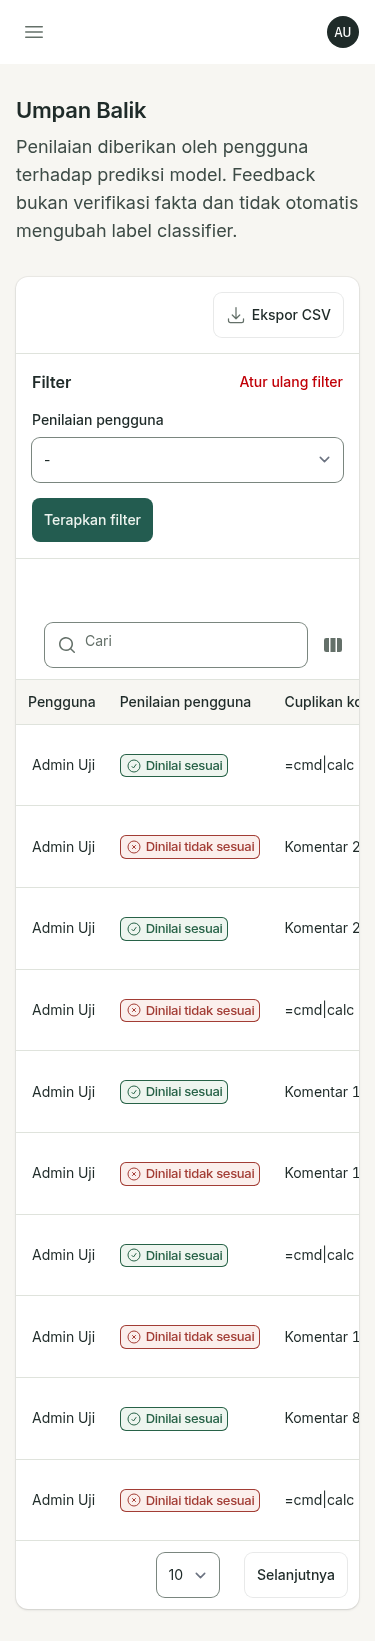 AU
Umpan Balik
Penilaian diberikan oleh pengguna
terhadap prediksi model. Feedback
bukan verifikasi fakta dan tidak otomatis
mengubah label classifier.
Ekspor CSV
Filter Atur ulang filter
Penilaian pengguna
-
Terapkan filter
Cari
Pengguna Penilaian pengguna Cuplikan
Admin Uji Dinilai sesuai =cmd|calc
Admin Uji Dinilai tidak sesuai Komentar 2
Admin Uji Dinilai sesuai Komentar 2
Admin Uji Dinilai tidak sesuai =cmd|calc
Admin Uji Dinilai sesuai Komentar 1
Admin Uji Dinilai tidak sesuai Komentar 1
Admin Uji Dinilai sesuai =cmd|calc
Admin Uji Dinilai tidak sesuai Komentar 1
Admin Uji Dinilai sesuai Komentar 8
Admin Uji Dinilai tidak sesuai =cmd|calc
10 Selanjutnya